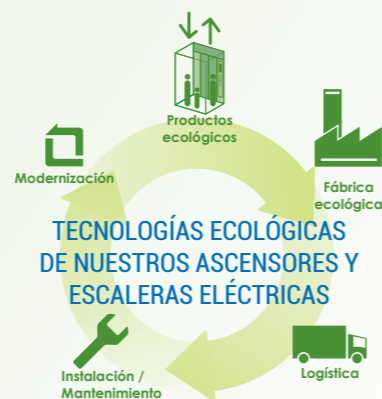 Productos
ecológicos
Modernización
Fábrica
ecológica
TECNOLOGÍAS ECOLÓGICAS
DE NUESTROS ASCENSORES Y
ESCALERAS ELÉCTRICAS
Instalación /
Mantenimiento
Logística